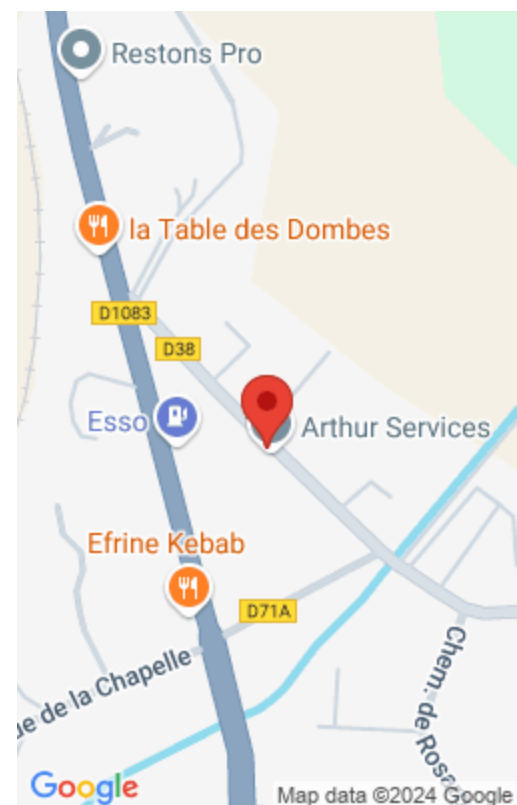 Restons Pro
la Table des Dombes
D1083
D38
Esso
Arthur Services
Efrine Kebab
D71A
de la Chapelle
Chem. de
Google
Map data ©2024 Google